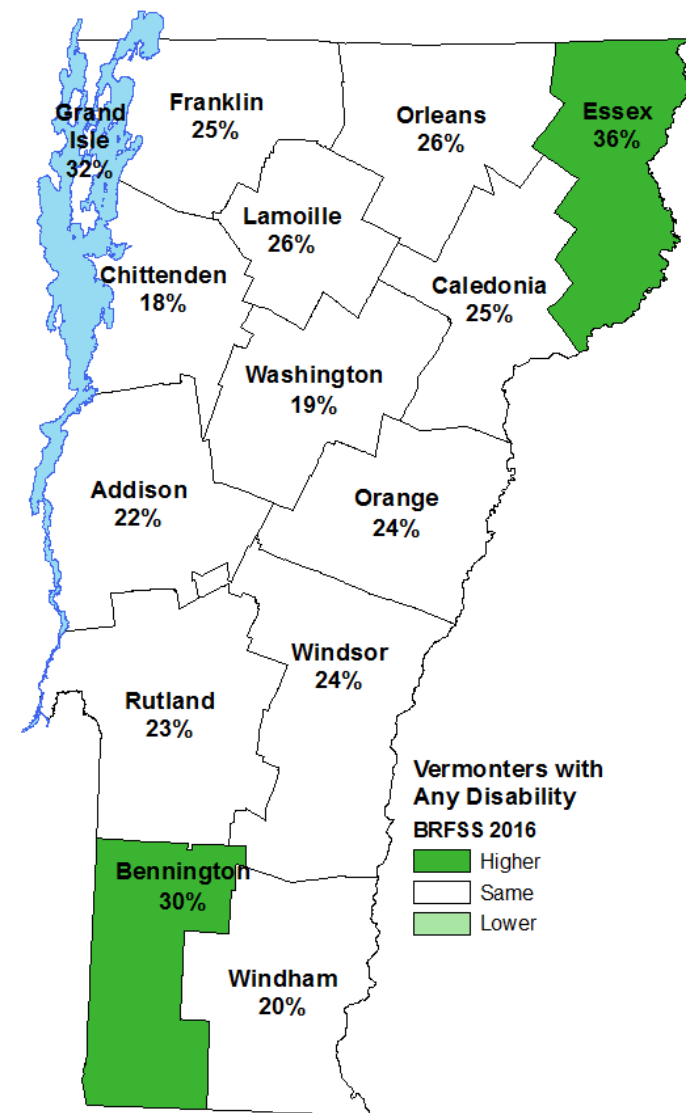 Franklin
25%
Grand
Isle
32%
Orleans
26%
Essex
36%
Lamoille
26%
Chittenden
18%
Caledonia
25%
Washington
19%
Addison
22%
Orange
24%
Windsor
24%
Rutland
23%
Vermonters with
Any Disability
BRFSS 2016
Higher
Same
Lower
Bennington
30%
Windham
20%